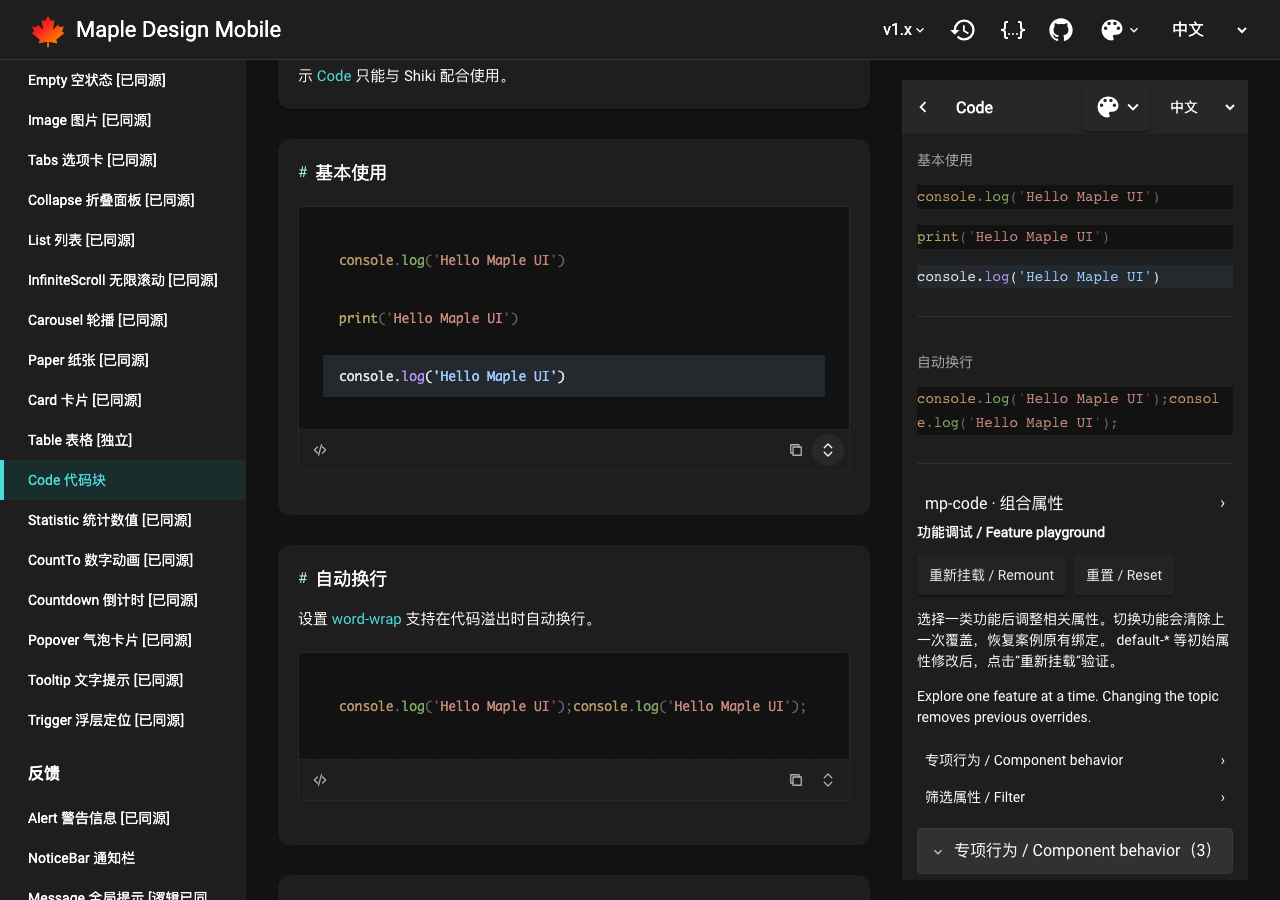 Maple Design Mobile
v1.x
中文
Empty 空状态 [已同源]
Image 图片 [已同源]
Tabs 选项卡 [已同源]
Collapse 折叠面板 [已同源]
List 列表 [已同源]
InfiniteScroll 无限滚动 [已同源]
Carousel 轮播 [已同源]
Paper 纸张 [已同源]
Card 卡片 [已同源]
Table 表格 [独立]
Code 代码块
Statistic 统计数值 [已同源]
CountTo 数字动画 [已同源]
Countdown 倒计时 [已同源]
Popover 气泡卡片 [已同源]
Tooltip 文字提示 [已同源]
Trigger 浮层定位 [已同源]
反馈
Alert 警告信息 [已同源]
NoticeBar 通知栏
Message 全局提示 [逻辑已同
示 Code 只能与 Shiki 配合使用。
# 基本使用
console.log('Hello Maple UI')
print('Hello Maple UI')
console.log('Hello Maple UI')
# 自动换行
设置 word-wrap 支持在代码溢出时自动换行。
console.log('Hello Maple UI');console.log('Hello Maple UI');
Code
中文
基本使用
console.log('Hello Maple UI')
print('Hello Maple UI')
console.log('Hello Maple UI')
自动换行
console.log('Hello Maple UI');consol
e.log('Hello Maple UI');
mp-code · 组合属性
功能调试 / Feature playground
重新挂载 / Remount
重置 / Reset
选择一类功能后调整相关属性。切换功能会清除上
一次覆盖，恢复案例原有绑定。 default-* 等初始属
性修改后，点击“重新挂载”验证。
Explore one feature at a time. Changing the topic
removes previous overrides.
专项行为 / Component behavior
筛选属性 / Filter
专项行为 / Component behavior（3）